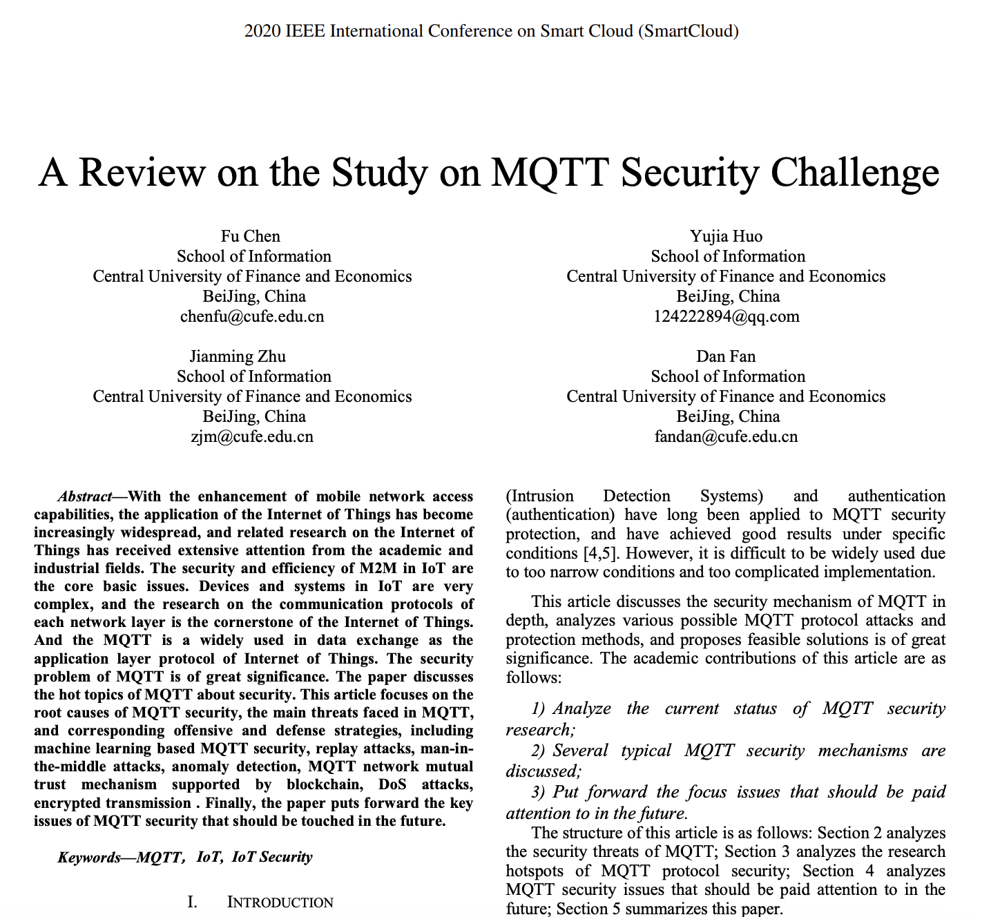 2020 IEEE International Conference on Smart Cloud (SmartCloud)
A Review on the Study on MQTT Security Challenge
Fu Chen
School of Information
Central University of Finance and Economics
BeiJing, China
chenfu@cufe.edu.cn
Yujia Huo
School of Information
Central University of Finance and Economics
BeiJing, China
124222894@qq.com
Jianming Zhu
School of Information
Central University of Finance and Economics
BeiJing, China
zjm@cufe.edu.cn
Dan Fan
School of Information
Central University of Finance and Economics
BeiJing, China
fandan@cufe.edu.cn
Abstract—With the enhancement of mobile network access
capabilities, the application of the Internet of Things has become
increasingly widespread, and related research on the Internet of
Things has received extensive attention from the academic and
industrial fields. The security and efficiency of M2M in IoT are
the core basic issues. Devices and systems in IoT are very
complex, and the research on the communication protocols of
each network layer is the cornerstone of the Internet of Things.
And the MQTT is a widely used in data exchange as the
application layer protocol of Internet of Things. The security
problem of MQTT is of great significance. The paper discusses
the hot topics of MQTT about security. This article focuses on the
root causes of MQTT security, the main threats faced in MQTT,
and corresponding offensive and defense strategies, including
machine learning based MQTT security, replay attacks, man-in-
the-middle attacks, anomaly detection, MQTT network mutual
trust mechanism supported by blockchain, DoS attacks,
encrypted transmission . Finally, the paper puts forward the key
issues of MQTT security that should be touched in the future.
Keywords—MQTT, IoT, IoT Security
I. INTRODUCTION
(Intrusion Detection Systems) and authentication
(authentication) have long been applied to MQTT security
protection, and have achieved good results under specific
conditions [4,5]. However, it is difficult to be widely used due
to too narrow conditions and too complicated implementation.
This article discusses the security mechanism of MQTT in
depth, analyzes various possible MQTT protocol attacks and
protection methods, and proposes feasible solutions is of great
significance. The academic contributions of this article are as
follows:
1) Analyze the current status of MQTT security
research;
2) Several typical MQTT security mechanisms are
discussed;
3) Put forward the focus issues that should be paid
attention to in the future.
The structure of this article is as follows: Section 2 analyzes
the security threats of MQTT; Section 3 analyzes the research
hotspots of MQTT protocol security; Section 4 analyzes
MQTT security issues that should be paid attention to in the
future; Section 5 summarizes this paper.